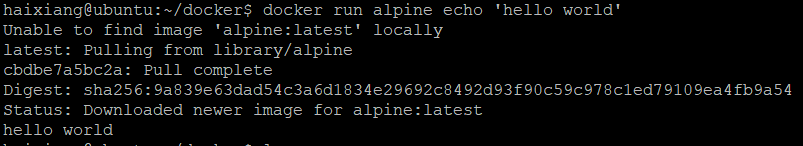 haixiang@ubuntu:~/docker$ docker run alpine echo 'hello world'
Unable to find image 'alpine:latest' locally
latest: Pulling from library/alpine
cbdbe7a5bc2a: Pull complete
Digest: sha256:9a839e63dad54c3a6d1834e29692c8492d93f90c59c978c1ed79109ea4fb9a54
Status: Downloaded newer image for alpine:latest
hello world